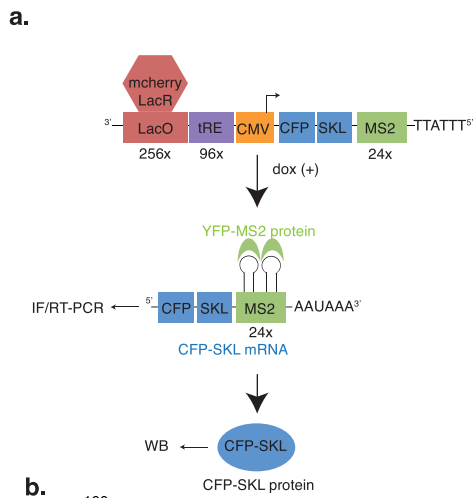 a.
mcherry
LacR
3' LacO tRE CMV CFP SKL MS2 TTATTT5'
256x 96x 24x
dox (+)
YFP-MS2 protein
IF/RT-PCR 5' CFP SKL MS2 AAUAAA3'
24x
CFP-SKL mRNA
WB CFP-SKL
CFP-SKL protein
b.